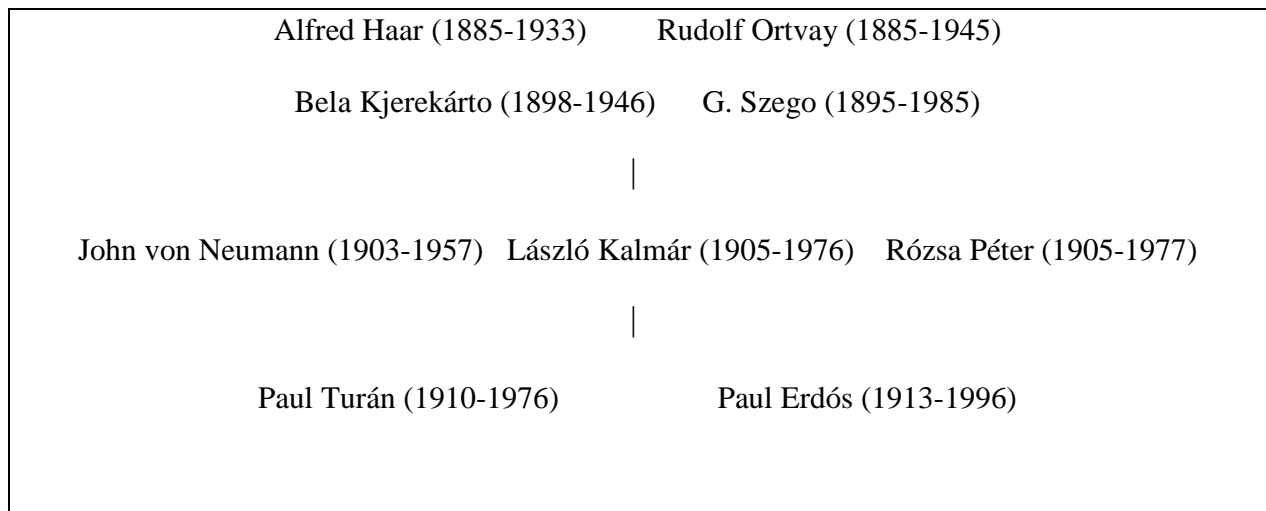 Alfred Haar (1885-1933) Rudolf Ortvay (1885-1945)
Bela Kjerekárto (1898-1946) G. Szego (1895-1985)
|
John von Neumann (1903-1957) László Kalmár (1905-1976) Rózsa Péter (1905-1977)
|
Paul Turán (1910-1976) Paul Erdós (1913-1996)